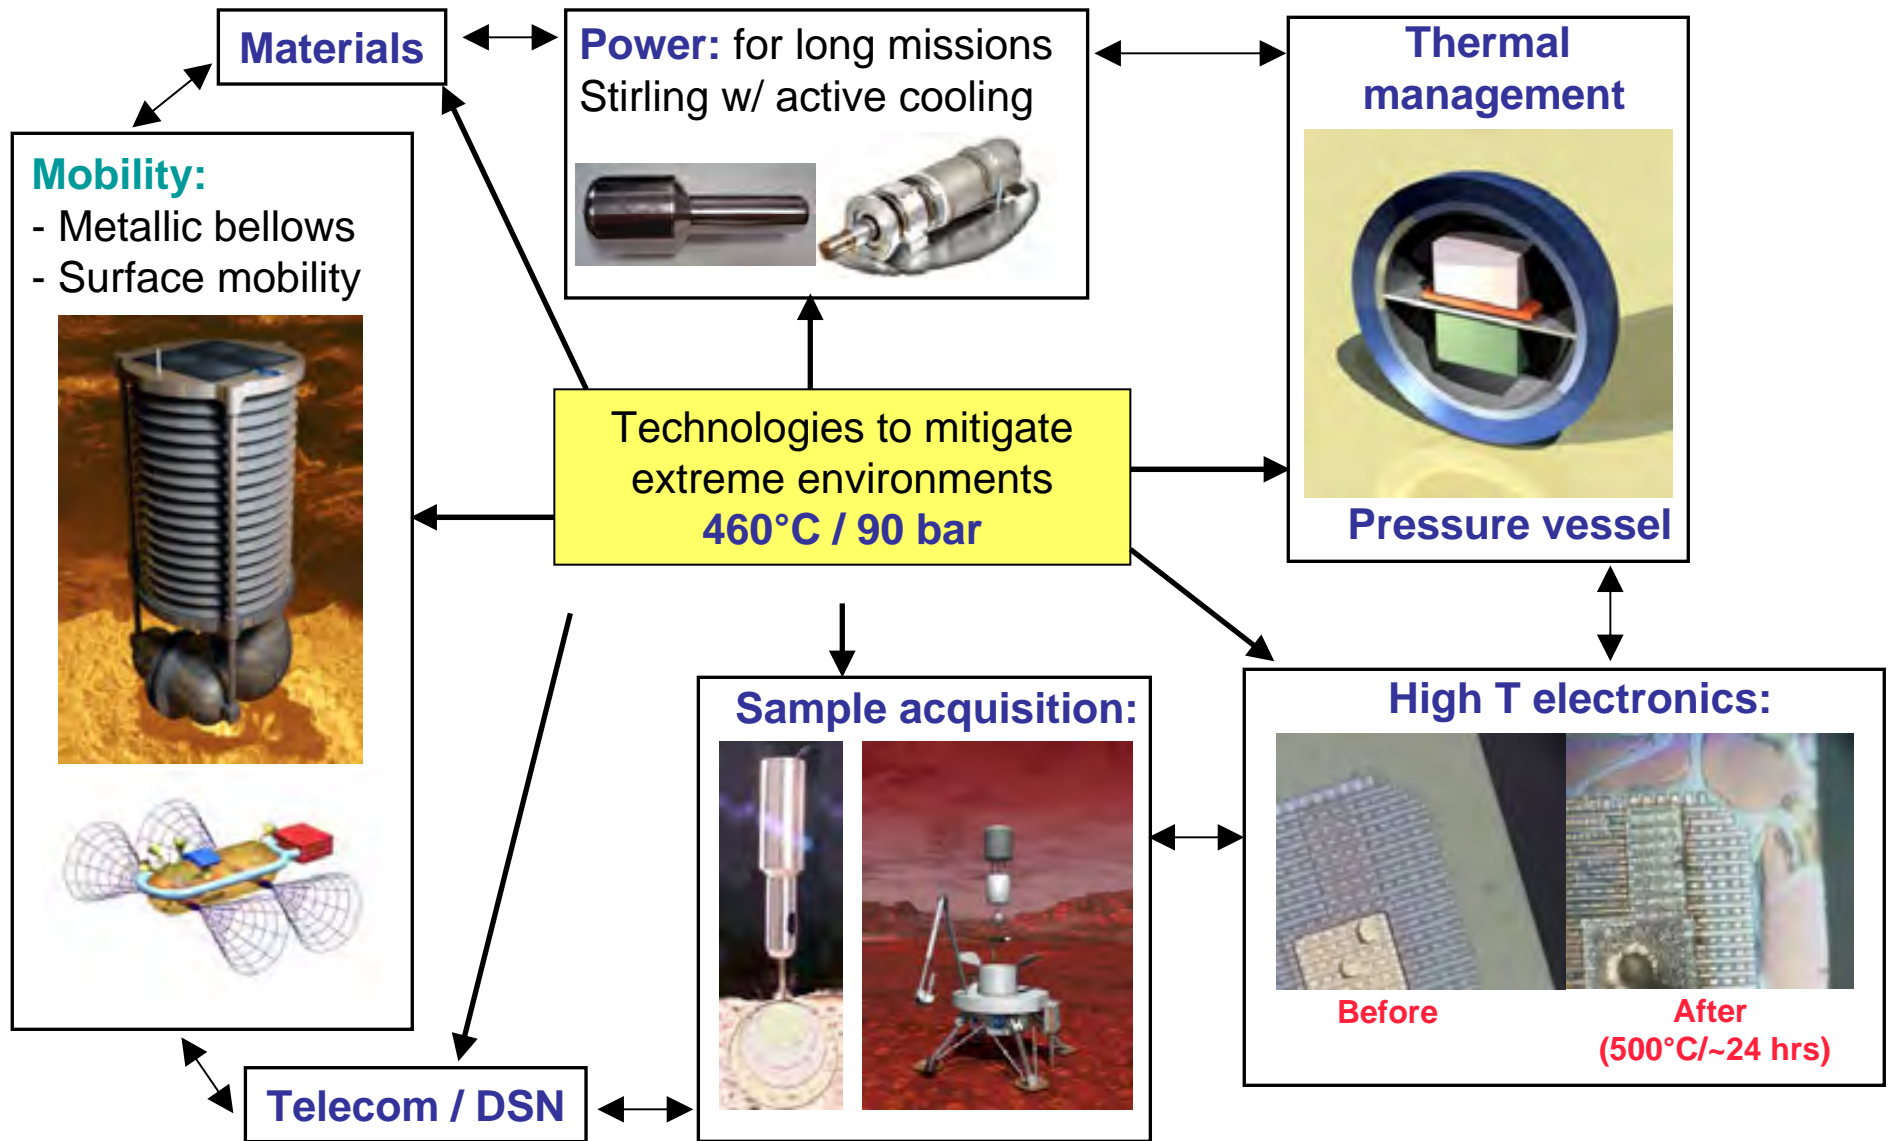 Materials
Power: for long missions
Stirling w/ active cooling
Thermal
management
Pressure vessel
Mobility:
- Metallic bellows
- Surface mobility
Technologies to mitigate
extreme environments
460°C / 90 bar
Sample acquisition:
High T electronics:
Before
After
(500°C/~24 hrs)
Telecom / DSN